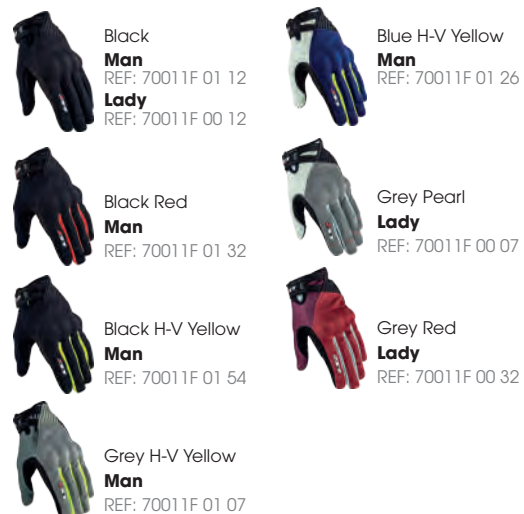 Black
Man
REF: 70011F 01 12
Lady
REF: 70011F 00 12
Black Red
Man
REF: 70011F 01 32
Black H-V Yellow
Man
REF: 70011F 01 54
Grey H-V Yellow
Man
REF: 70011F 01 07
Blue H-V Yellow
Man
REF: 70011F 01 26
Grey Pearl
Lady
REF: 70011F 00 07
Grey Red
Lady
REF: 70011F 00 32